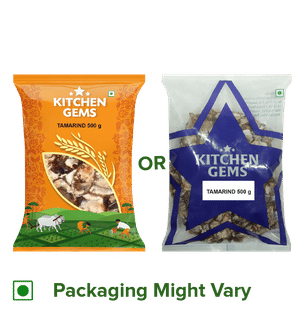 KITCHEN
GEMS
TAMARIND 500 g
OR
KITCHEN
GEMS
TAMARIND 500 g
Packaging Might Vary